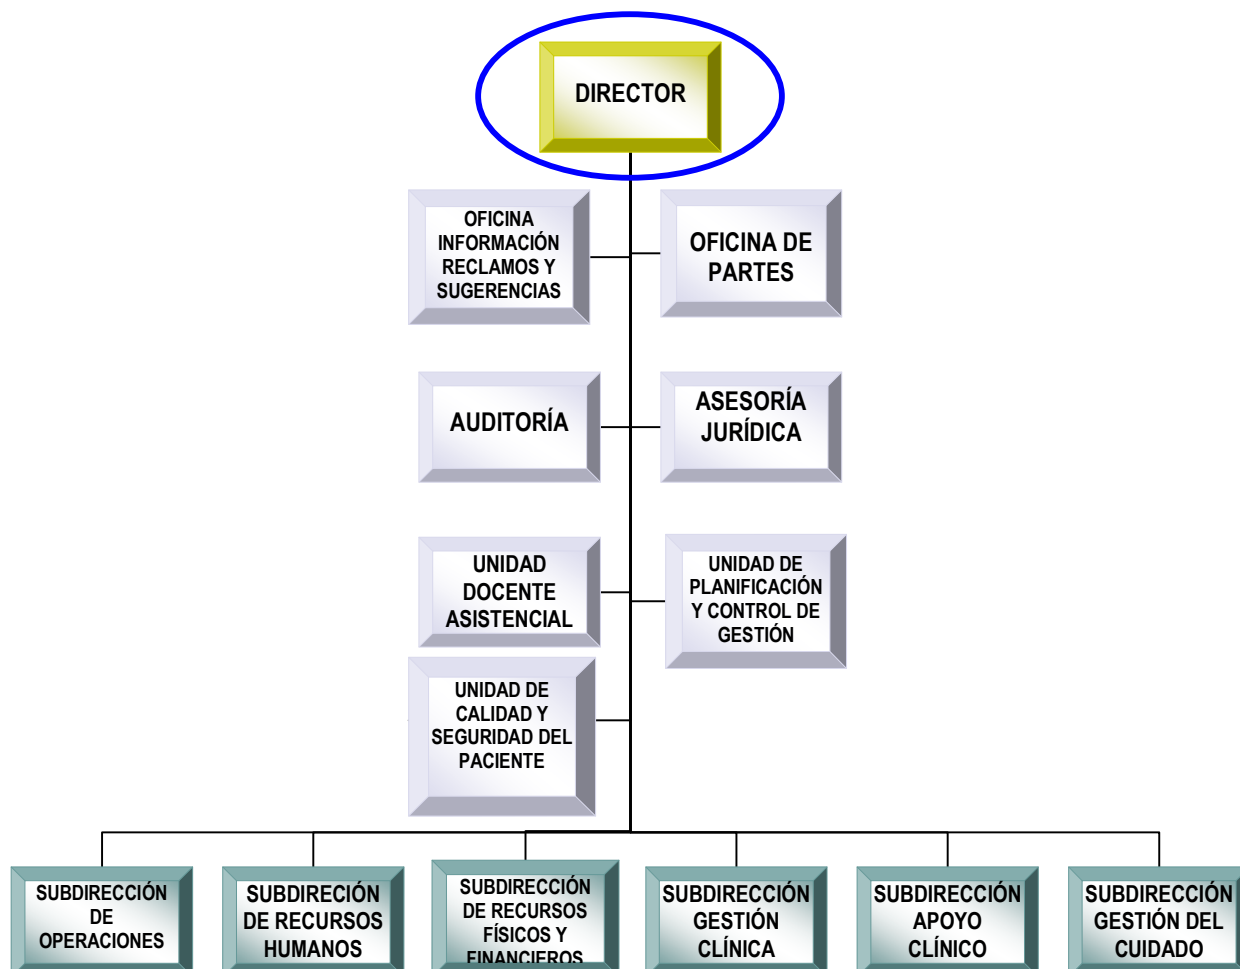 DIRECTOR
OFICINA
INFORMACIÓN
RECLAMOS Y
SUGERENCIAS
OFICINA DE
PARTES
AUDITORÍA
ASESORÍA
JURÍDICA
UNIDAD
DOCENTE
ASISTENCIAL
UNIDAD DE
PLANIFICACIÓN
Y CONTROL DE
GESTIÓN
UNIDAD DE
CALIDAD Y
SEGURIDAD DEL
PACIENTE
SUBDIRECCIÓN
DE
OPERACIONES
SUBDIRECIÓN
DE RECURSOS
HUMANOS
SUBDIRECCIÓN
DE RECURSOS
FÍSICOS Y
FINANCIEROS
SUBDIRECCIÓN
GESTIÓN
CLÍNICA
SUBDIRECCIÓN
APOYO
CLÍNICO
SUBDIRECCIÓN
GESTIÓN DEL
CUIDADO